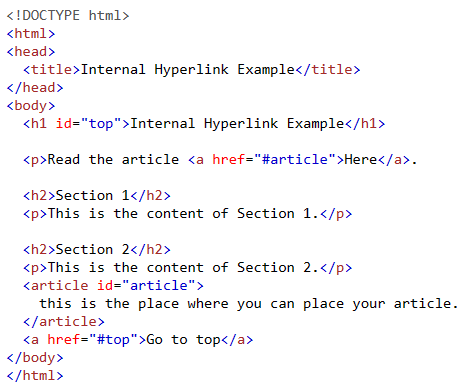 <!DOCTYPE html>
<html>
<head>
  <title>Internal Hyperlink Example</title>
</head>
<body>
  <h1 id="top">Internal Hyperlink Example</h1>

  <p>Read the article <a href="#article">Here</a>.

  <h2>Section 1</h2>
  <p>This is the content of Section 1.</p>

  <h2>Section 2</h2>
  <p>This is the content of Section 2.</p>
  <article id="article">
    this is the place where you can place your article.
  </article>
  <a href="#top">Go to top</a>
</body>
</html>